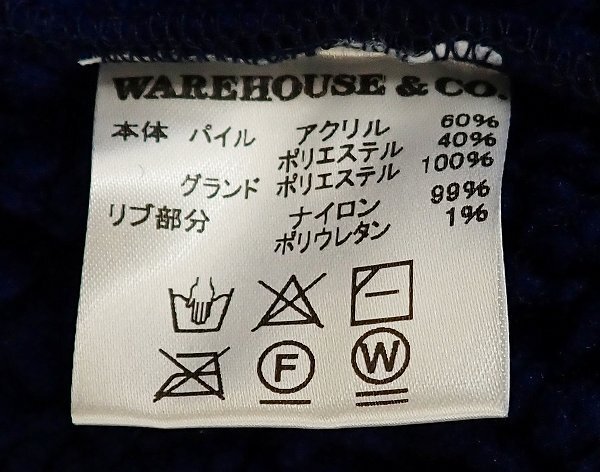 WAREHOUSE & CO.
本体 パイル アクリル 60%
ポリエステル 40%
グランド ポリエステル 100%
リブ部分 ナイロン 99%
ポリウレタン 1%
F
W